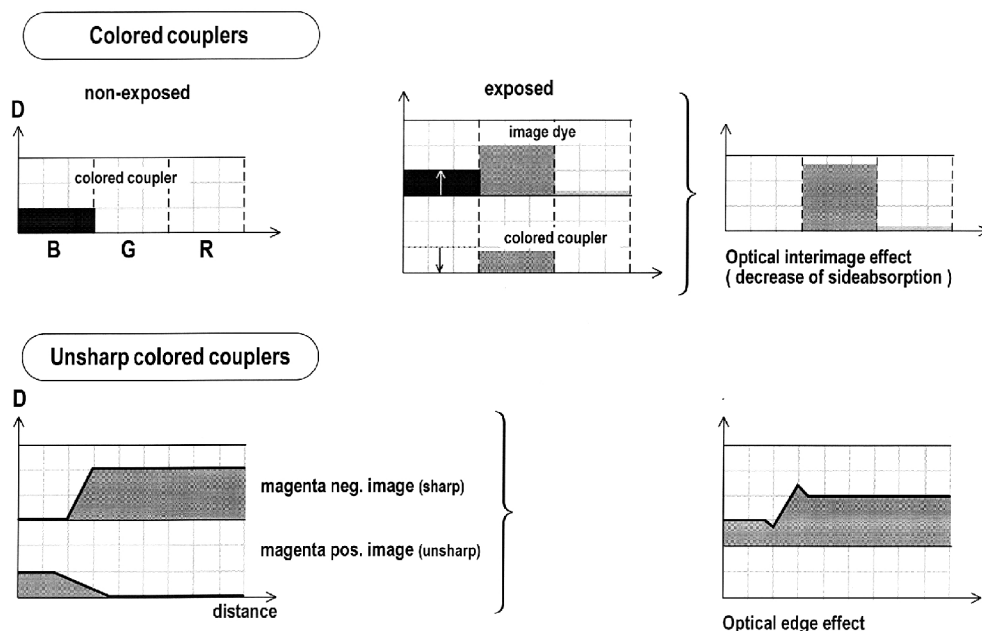 Colored couplers
non-exposed
D
colored coupler
B G R
exposed
image dye
colored coupler
Optical interimage effect
( decrease of sideabsorption )
Unsharp colored couplers
D
magenta neg. image (sharp)
magenta pos. image (unsharp)
distance
Optical edge effect